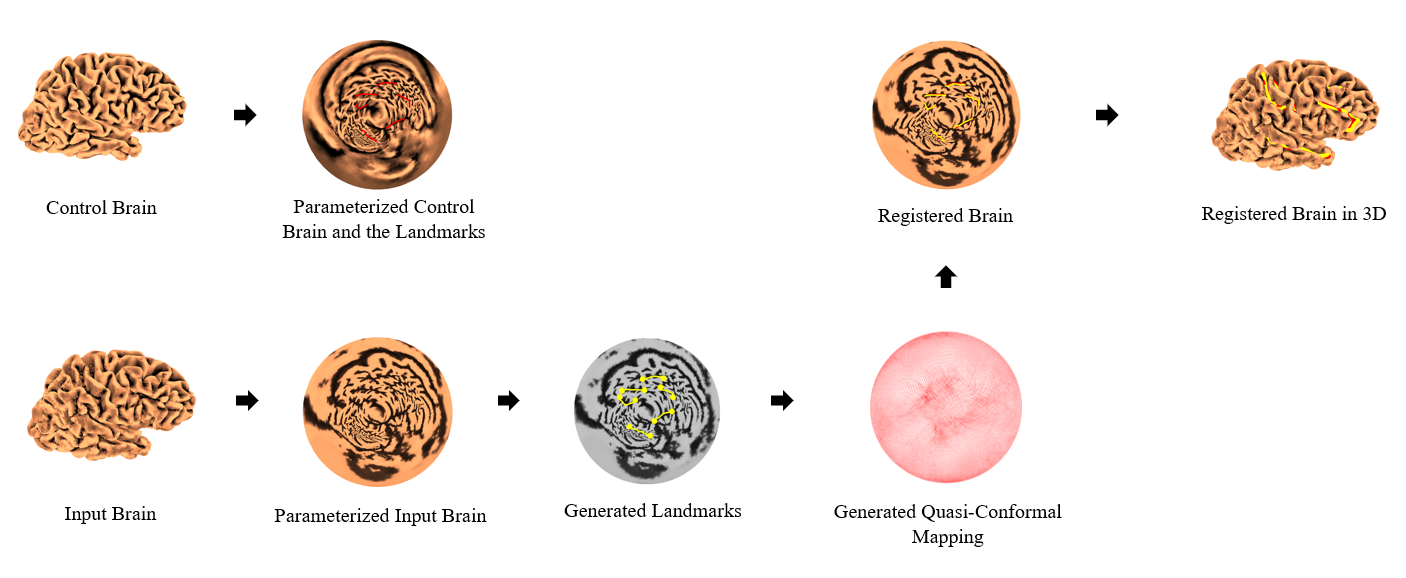 Control Brain
Parameterized Control
Brain and the Landmarks
Registered Brain
Registered Brain in 3D
Input Brain
Parameterized Input Brain
Generated Landmarks
Generated Quasi-Conformal
Mapping